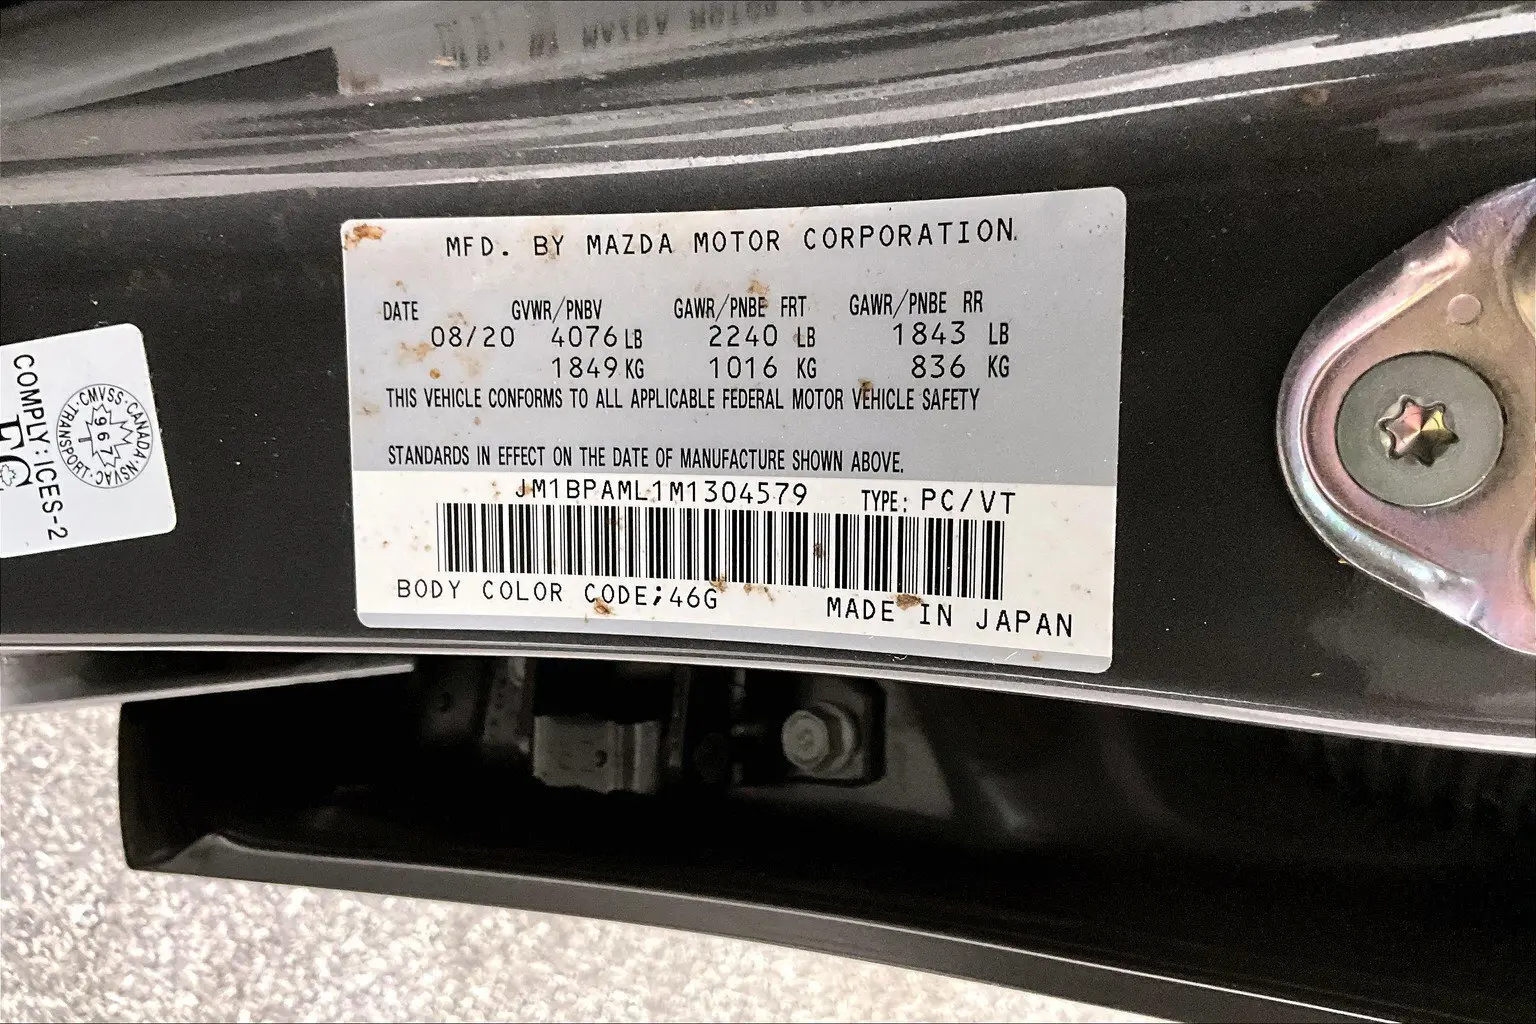 MFD. BY MAZDA MOTOR CORPORATION
DATE GVWR/PNBV GAWR/PNBE FRT GAWR/PNBE RR
08/20 4076 LB 2240 LB 1843 LB
1849 KG 1016 KG 836 KG
THIS VEHICLE CONFORMS TO ALL APPLICABLE FEDERAL MOTOR VEHICLE SAFETY
STANDARDS IN EFFECT ON THE DATE OF MANUFACTURE SHOWN ABOVE.
JM1BPAML1M1304579 TYPE: PC/VT
BODY COLOR CODE;46G
MADE IN JAPAN
COMPLY: ICES-2
CMVSS·CANADA·NSVAC·TRANSPORT·
1967